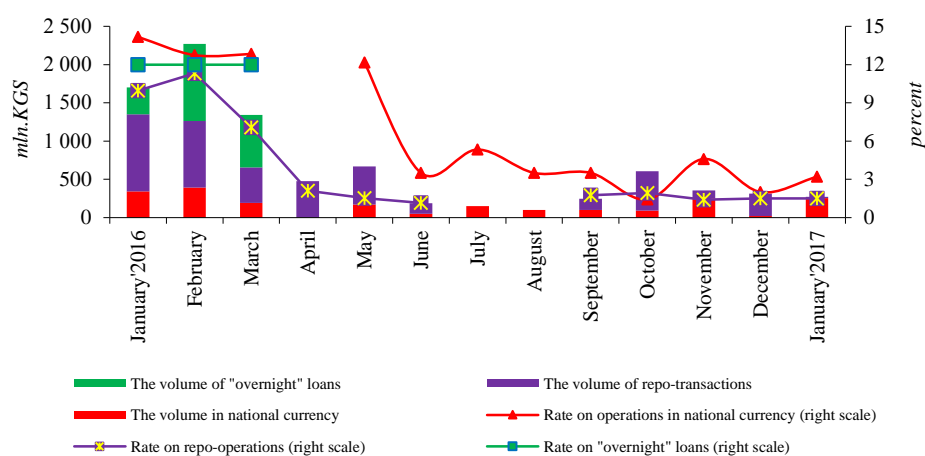 2 500
2 000
1 500
1 000
500
0
mln.KGS
15
12
9
6
3
0
percent
January'2016
February
March
April
May
June
July
August
September
October
November
December
January'2017
The volume of "overnight" loans
The volume of repo-transactions
The volume in national currency
Rate on operations in national currency (right scale)
Rate on repo-operations (right scale)
Rate on "overnight" loans (right scale)